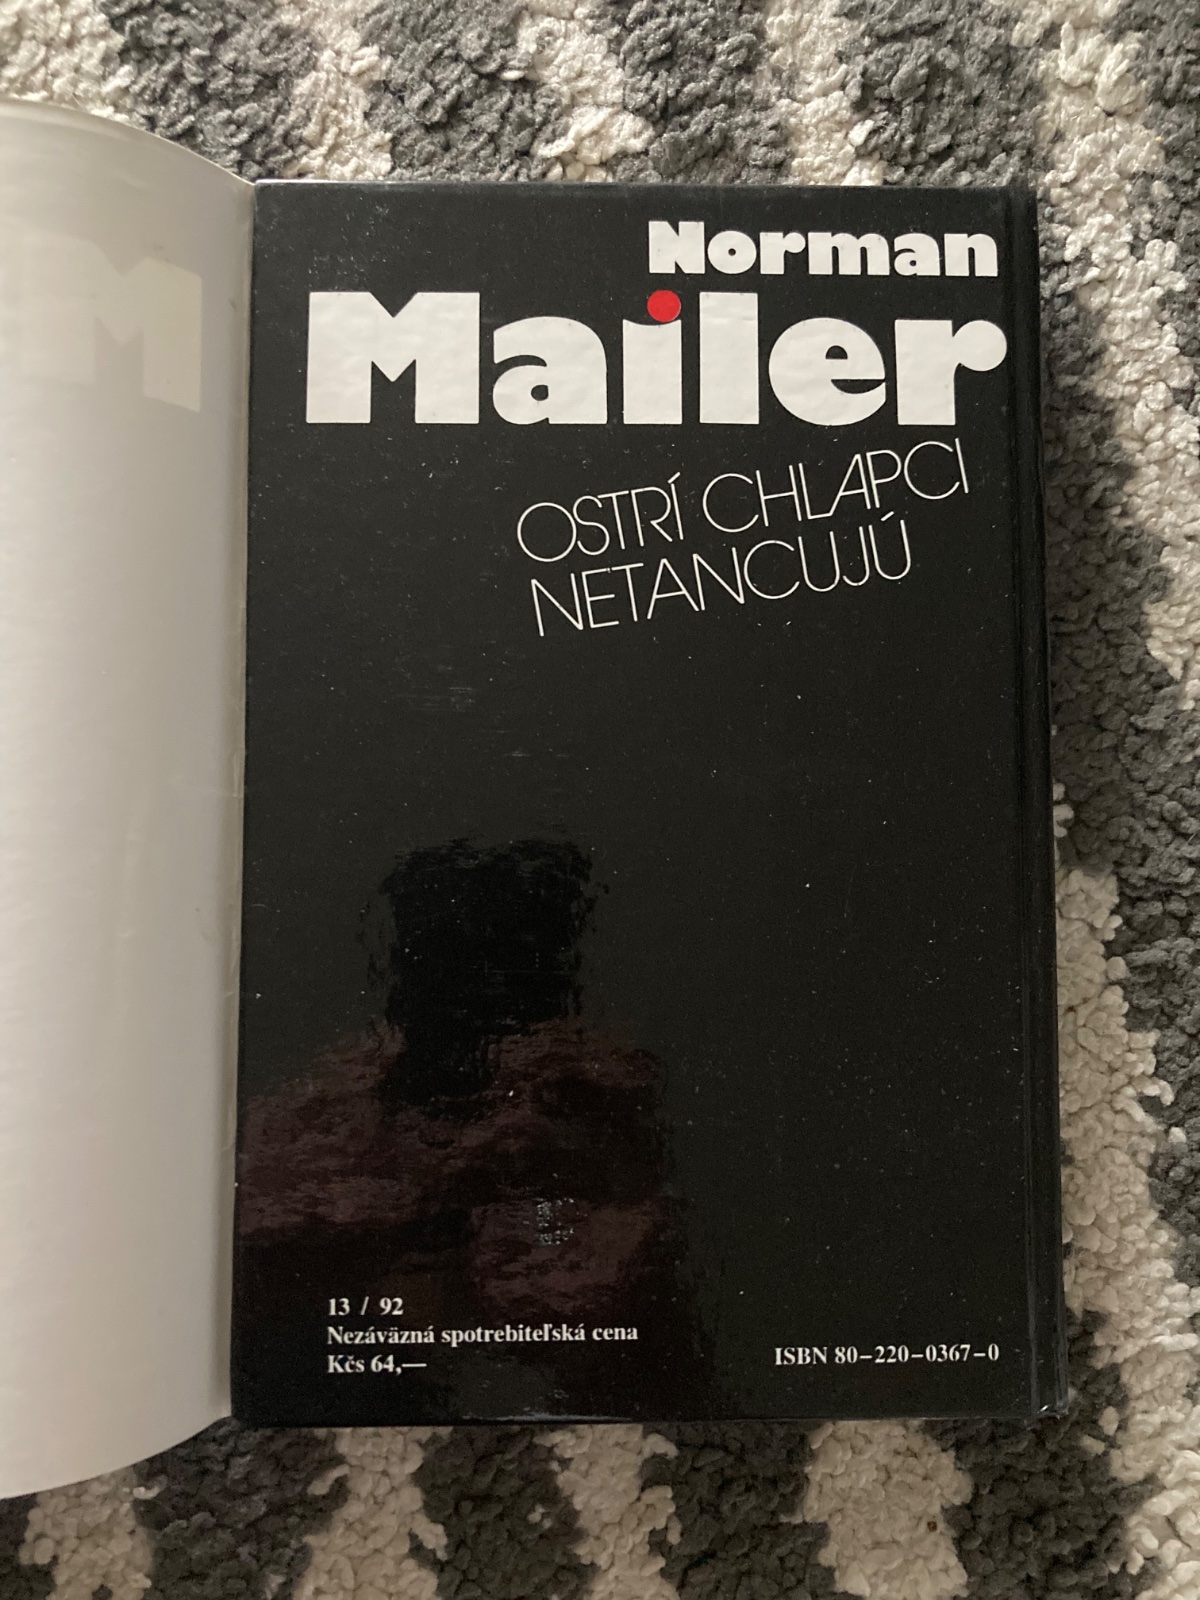 Norman
Mailer
OSTRÍ CHLAPCI
NETANCUJÚ
13 / 92
Nezáväzná spotrebiteľská cena
Kčs 64,—
ISBN 80-220-0367-0
M